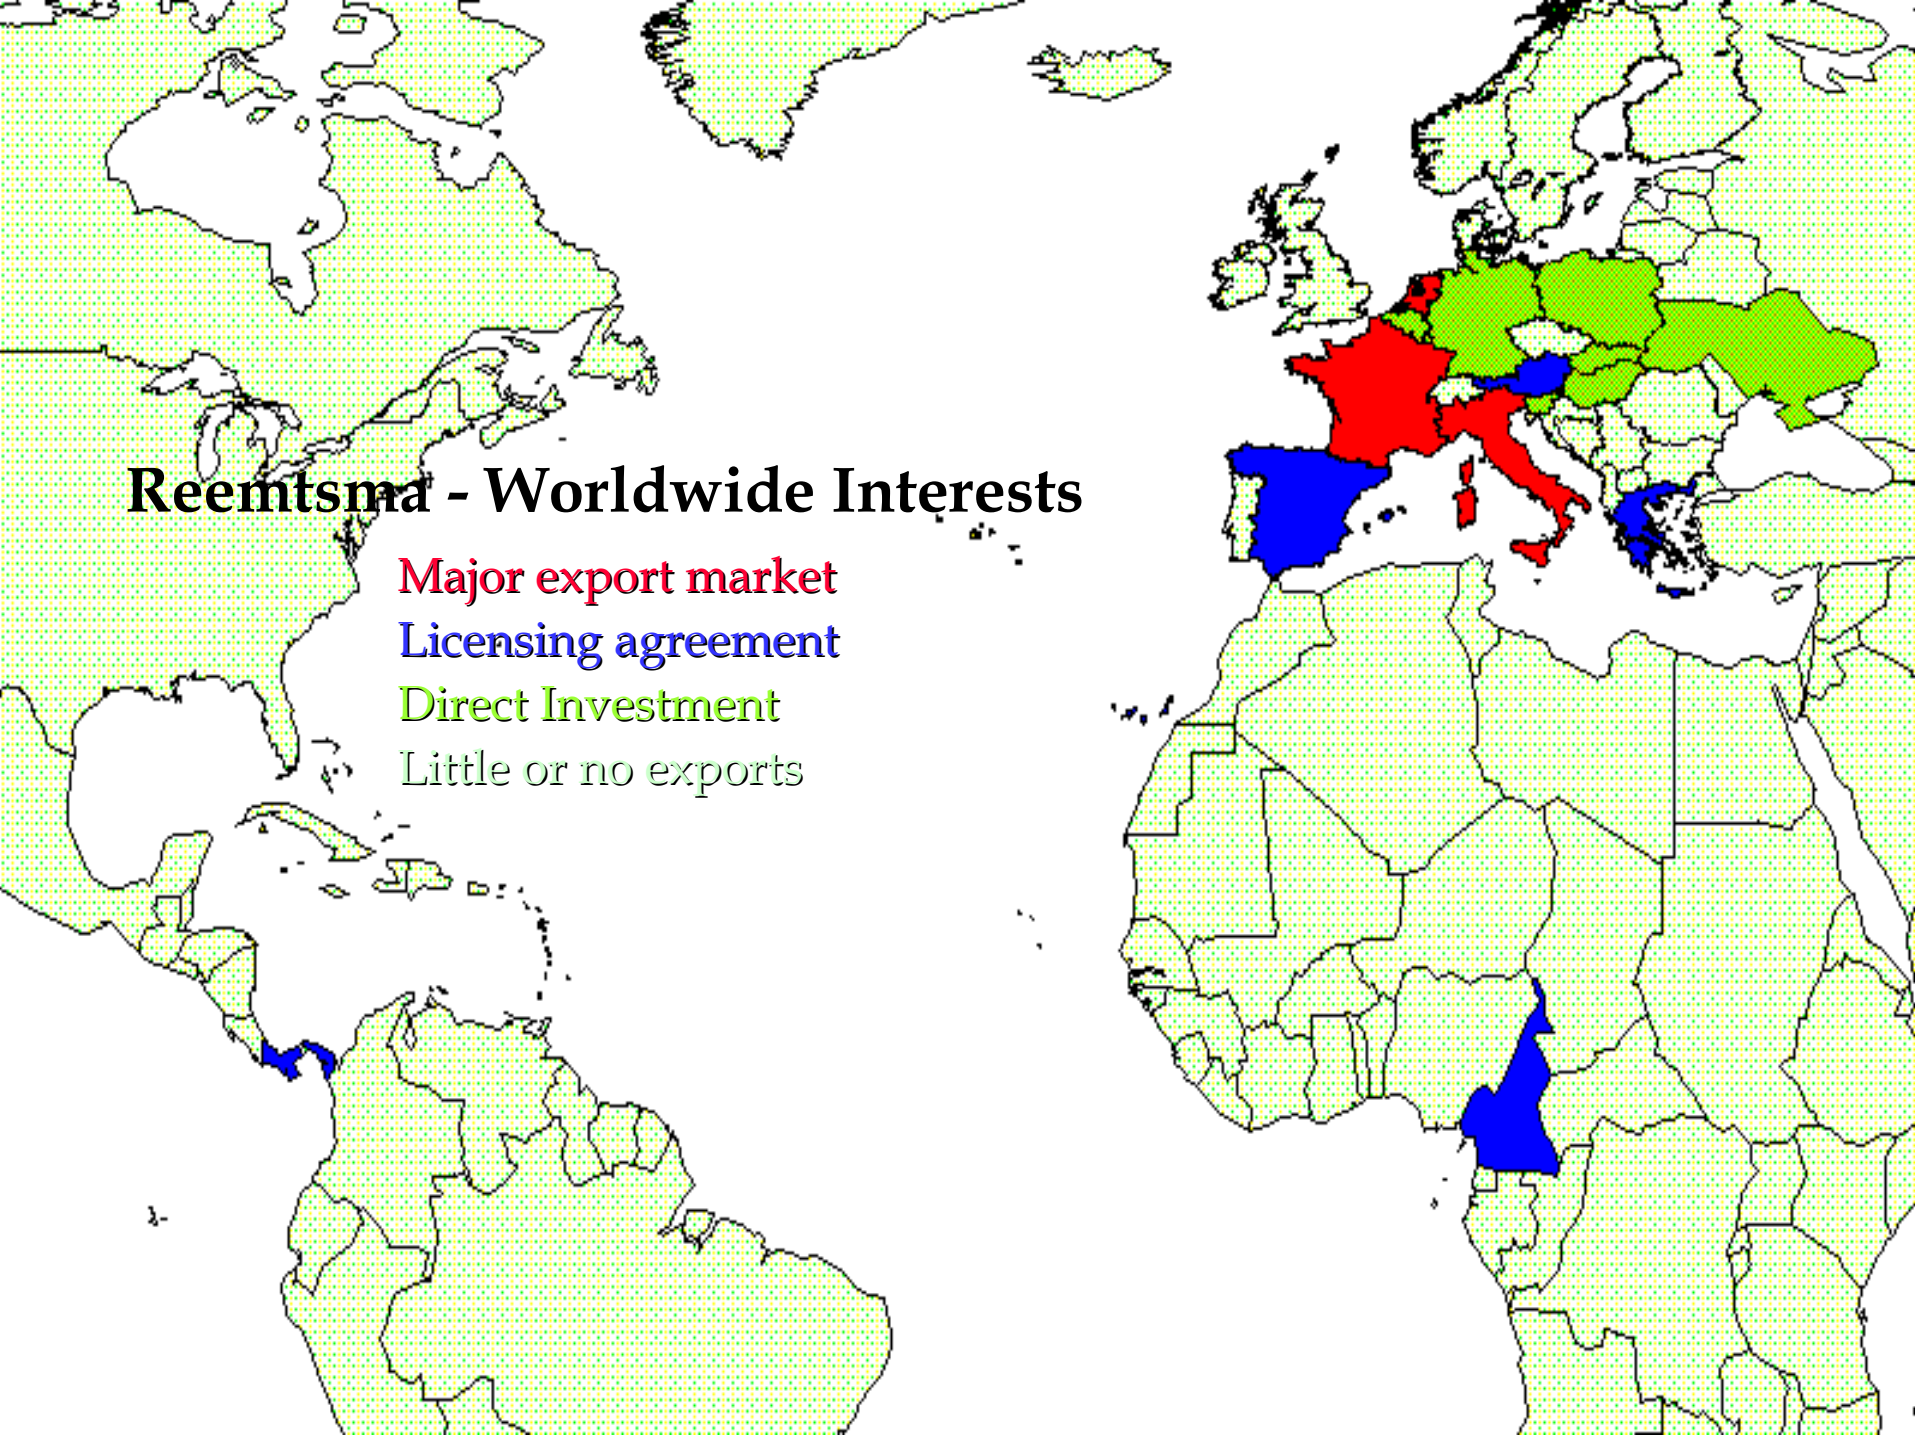 Reemtsma - Worldwide Interests
Major export market
Licensing agreement
Direct Investment
Little or no exports